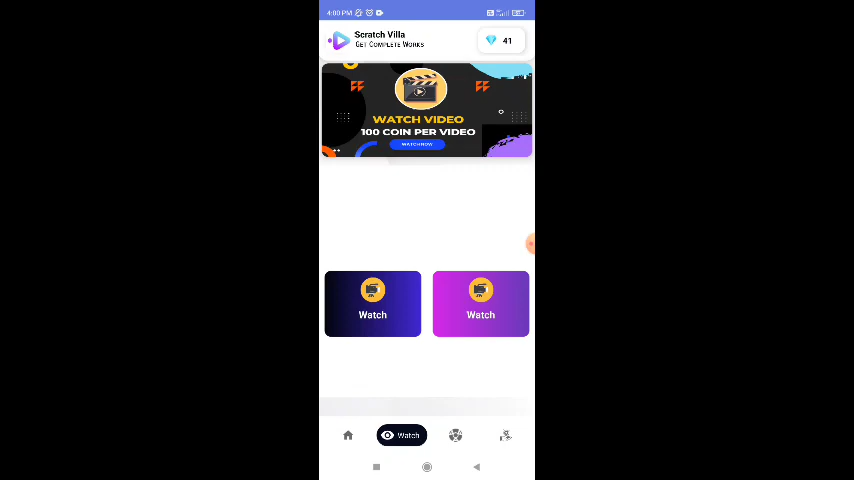 4:00 PM
Scratch Villa
GET COMPLETE WORKS
41
WATCH VIDEO
100 COIN PER VIDEO
WATCH NOW
Watch
Watch
Watch